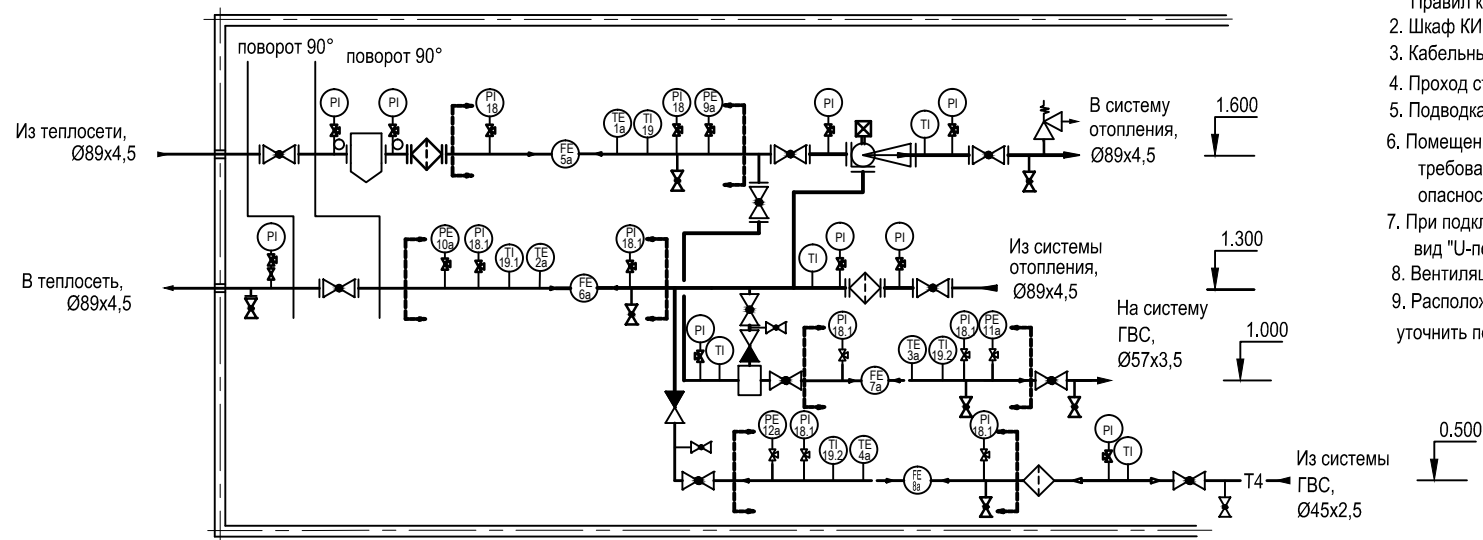 Правил к
2. Шкаф КИ
3. Кабельны
4. Проход ст
5. Подводка
6. Помещен
требова
опаснос
7. При подкл
вид "U-по
8. Вентиляц
9. Располож
уточнить по
поворот 90°
поворот 90°
Из теплосети,
Ø89x4,5
PI
PI
PI
18
FE
5a
TE
1a
TI
19
PI
18
PE
9a
PI
TI
PI
В систему
отопления,
Ø89x4,5
1.600
В теплосеть,
Ø89x4,5
PI
PE
10a
PI
18.1
TI
19.1
TE
2a
FE
6a
PI
18.1
TI
PI
PI
Из системы
отопления,
Ø89x4,5
1.300
PI
TI
PI
18.1
FE
7a
TE
3a
TI
19.2
PI
18.1
PE
11a
На систему
ГВС,
Ø57x3,5
1.000
PE
12a
PI
18.1
TI
19.2
TE
4a
FE
8a
PI
18.1
PI
TI
T4
Из системы
ГВС,
Ø45x2,5
0.500